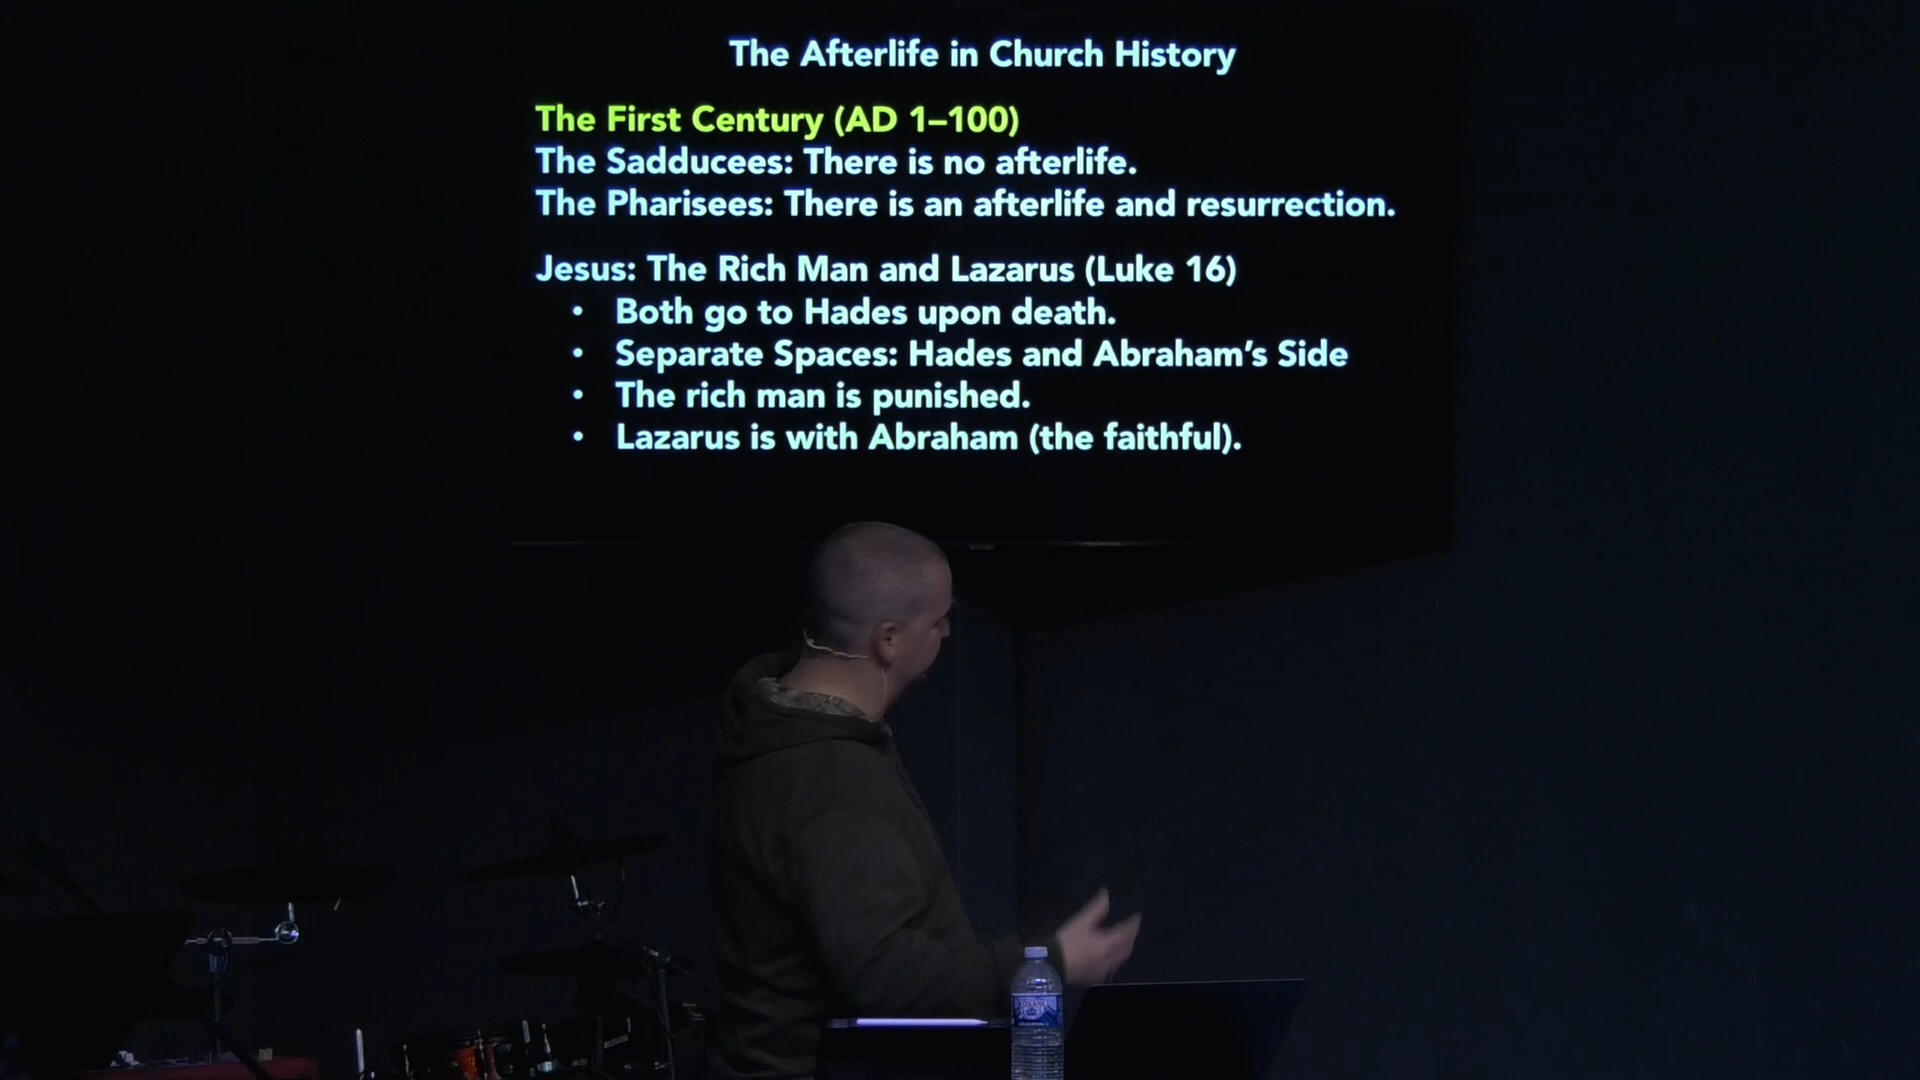 The Afterlife in Church History
The First Century (AD 1–100)
The Sadducees: There is no afterlife.
The Pharisees: There is an afterlife and resurrection.
Jesus: The Rich Man and Lazarus (Luke 16)
• Both go to Hades upon death.
• Separate Spaces: Hades and Abraham’s Side
• The rich man is punished.
• Lazarus is with Abraham (the faithful).